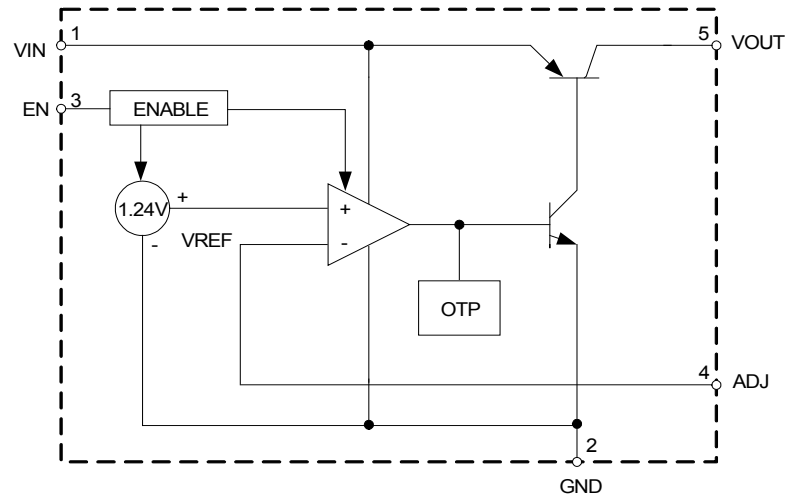 1
5
VIN
VOUT
3
EN
ENABLE
1.24V
+
-
VREF
+
-
OTP
4
ADJ
2
GND